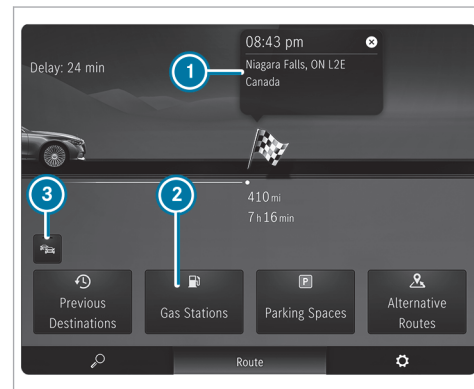 08:43 pm
Delay: 24 min
Niagara Falls, ON L2E
Canada
1
3
2
410 mi
7 h 16 min
P
Previous
Destinations
Gas Stations
Parking Spaces
Alternative
Routes
Route